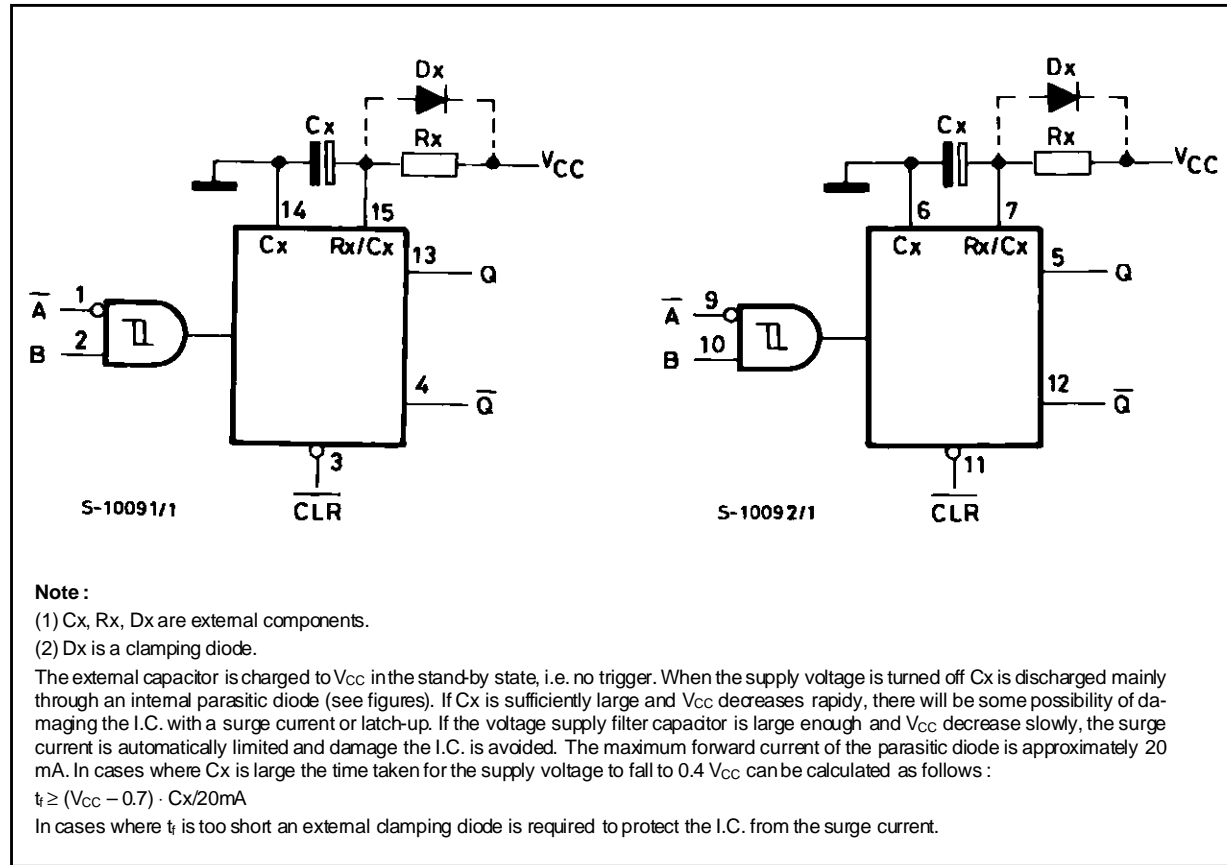 Dx
Cx
Rx
VCC
14
15
Cx
Rx/Cx
13
Q
A̅
1
B
2
4
Q̅
3
C̅L̅R̅
S-10091/1
Dx
Cx
Rx
VCC
6
7
Cx
Rx/Cx
5
Q
A̅
9
B
10
12
Q̅
11
C̅L̅R̅
S-10092/1
Note :
(1) Cx, Rx, Dx are external components.
(2) Dx is a clamping diode.
The external capacitor is charged to VCC in the stand-by state, i.e. no trigger. When the supply voltage is turned off Cx is discharged mainly
through an internal parasitic diode (see figures). If Cx is sufficiently large and VCC decreases rapidly, there will be some possibility of da-
maging the I.C. with a surge current or latch-up. If the voltage supply filter capacitor is large enough and VCC decrease slowly, the surge
current is automatically limited and damage the I.C. is avoided. The maximum forward current of the parasitic diode is approximately 20
mA. In cases where Cx is large the time taken for the supply voltage to fall to 0.4 VCC can be calculated as follows :
tf ≥ (VCC – 0.7) · Cx/20mA
In cases where tf is too short an external clamping diode is required to protect the I.C. from the surge current.